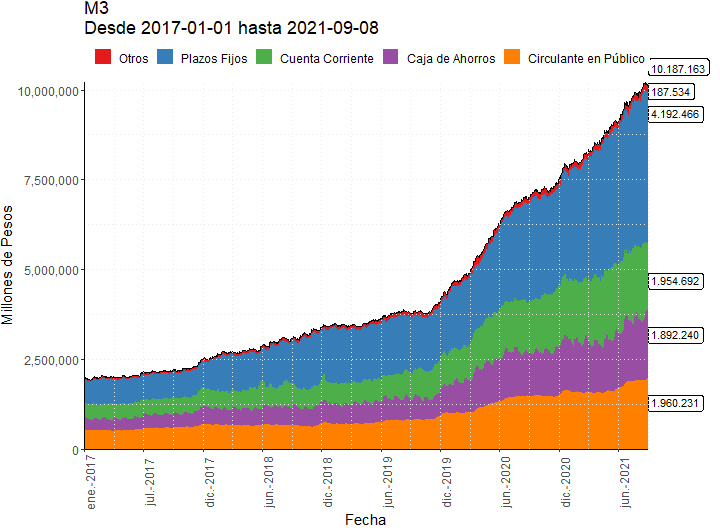 M3
Desde 2017-01-01 hasta 2021-09-08
Otros Plazos Fijos Cuenta Corriente Caja de Ahorros Circulante en Público
10.187.163
187.534
4.192.466
1.954.692
1.892.240
1.960.231
Millones de Pesos
10,000,000
7,500,000
5,000,000
2,500,000
0
ene.-2017
jul.-2017
dic.-2017
jun.-2018
dic.-2018
jun.-2019
dic.-2019
jun.-2020
dic.-2020
jun.-2021
Fecha